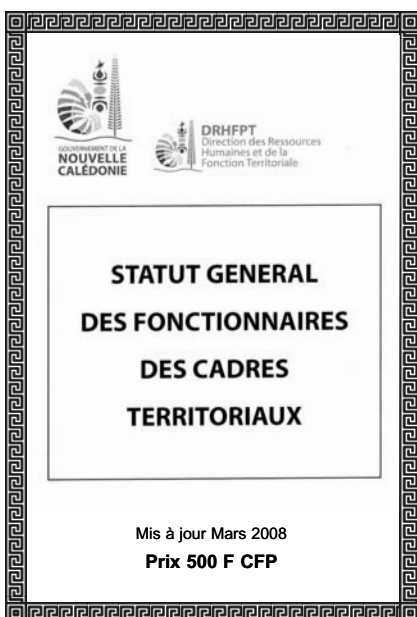 GOUVERNEMENT DE LA
NOUVELLE
CALÉDONIE
DRHFPT
Direction des Ressources
Humaines et de la
Fonction Territoriale
STATUT GENERAL
DES FONCTIONNAIRES
DES CADRES
TERRITORIAUX
Mis à jour Mars 2008
Prix 500 F CFP